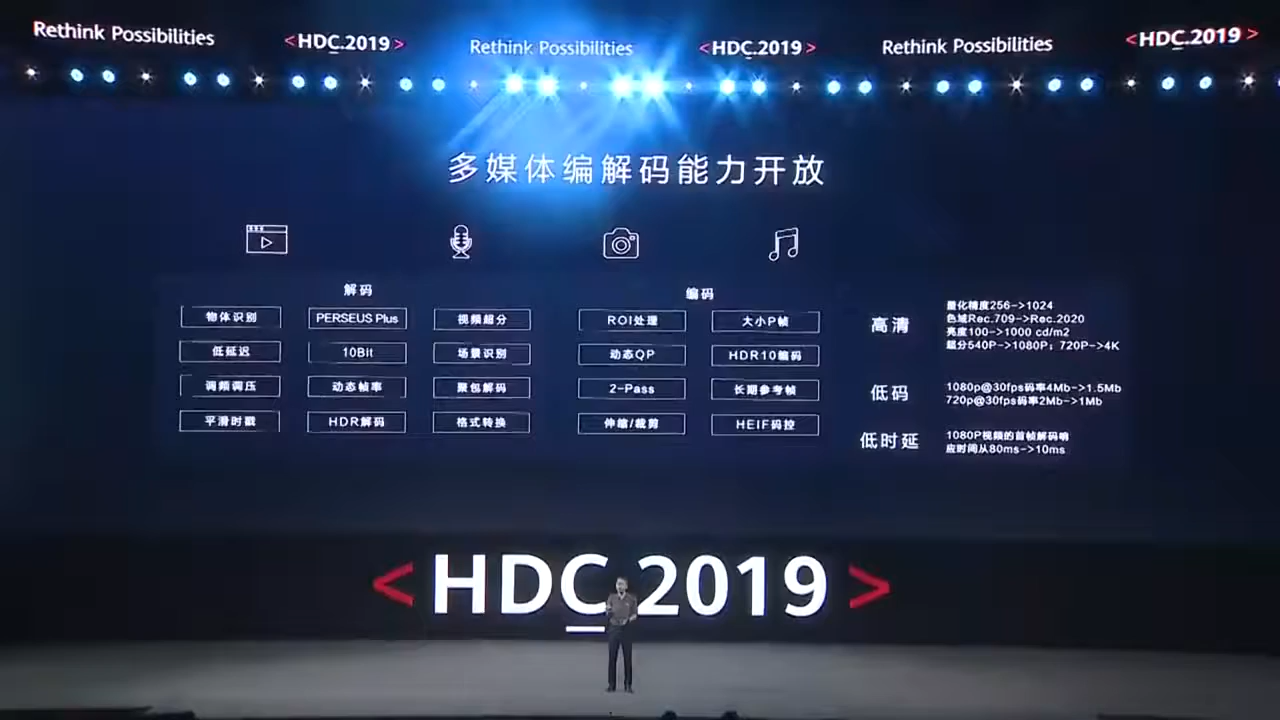 Rethink Possibilities
<HDC.2019>
Rethink Possibilities
<HDC.2019>
Rethink Possibilities
<HDC.2019>
多媒体编解码能力开放
解码
物体识别
PERSEUS Plus
视频超分
低延迟
10Bit
场景识别
调频调压
动态帧率
聚包解码
平滑时戳
HDR解码
格式转换
编码
ROI处理
大小P帧
动态QP
HDR10编码
2-Pass
长期参考帧
伸缩/裁剪
HEIF码控
高清
量化精度256->1024
色域Rec.709->Rec.2020
亮度100->1000 cd/m2
超分540P->1080P；720P->4K
低码
1080p@30fps码率4Mb->1.5Mb
720p@30fps码率2Mb->1Mb
低时延
1080P视频的首帧解码响
应时间从80ms->10ms
<HDC.2019>